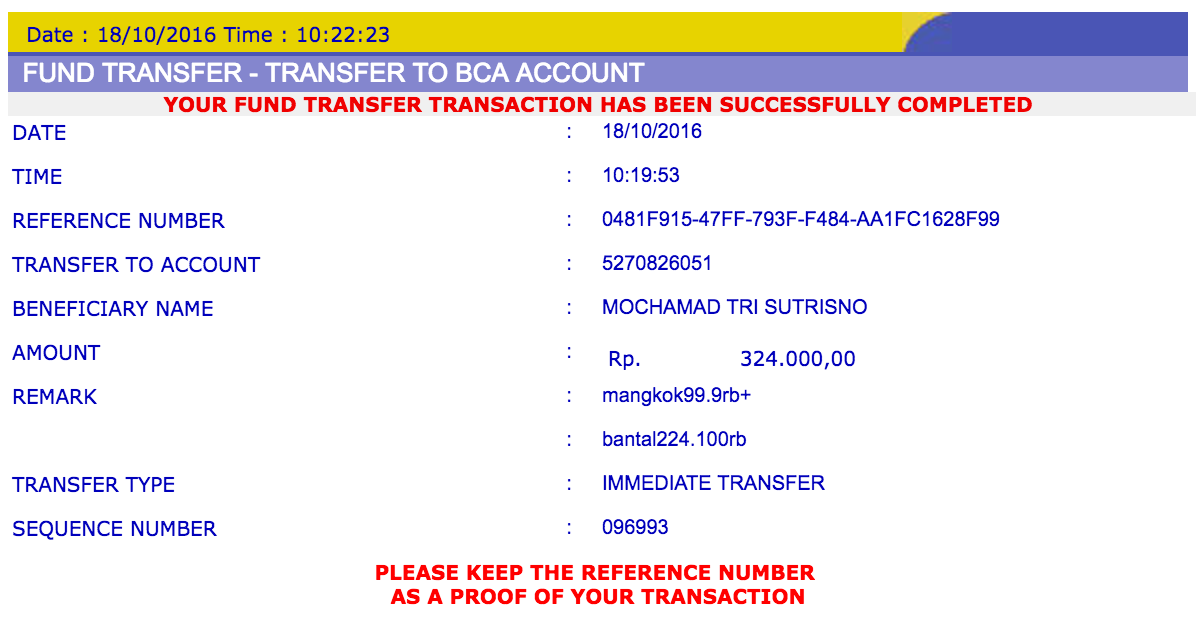 Date : 18/10/2016 Time : 10:22:23
FUND TRANSFER - TRANSFER TO BCA ACCOUNT
YOUR FUND TRANSFER TRANSACTION HAS BEEN SUCCESSFULLY COMPLETED
DATE : 18/10/2016
TIME : 10:19:53
REFERENCE NUMBER : 0481F915-47FF-793F-F484-AA1FC1628F99
TRANSFER TO ACCOUNT : 5270826051
BENEFICIARY NAME : MOCHAMAD TRI SUTRISNO
AMOUNT : Rp. 324.000,00
REMARK : mangkok99.9rb+
: bantal224.100rb
TRANSFER TYPE : IMMEDIATE TRANSFER
SEQUENCE NUMBER : 096993
PLEASE KEEP THE REFERENCE NUMBER
AS A PROOF OF YOUR TRANSACTION